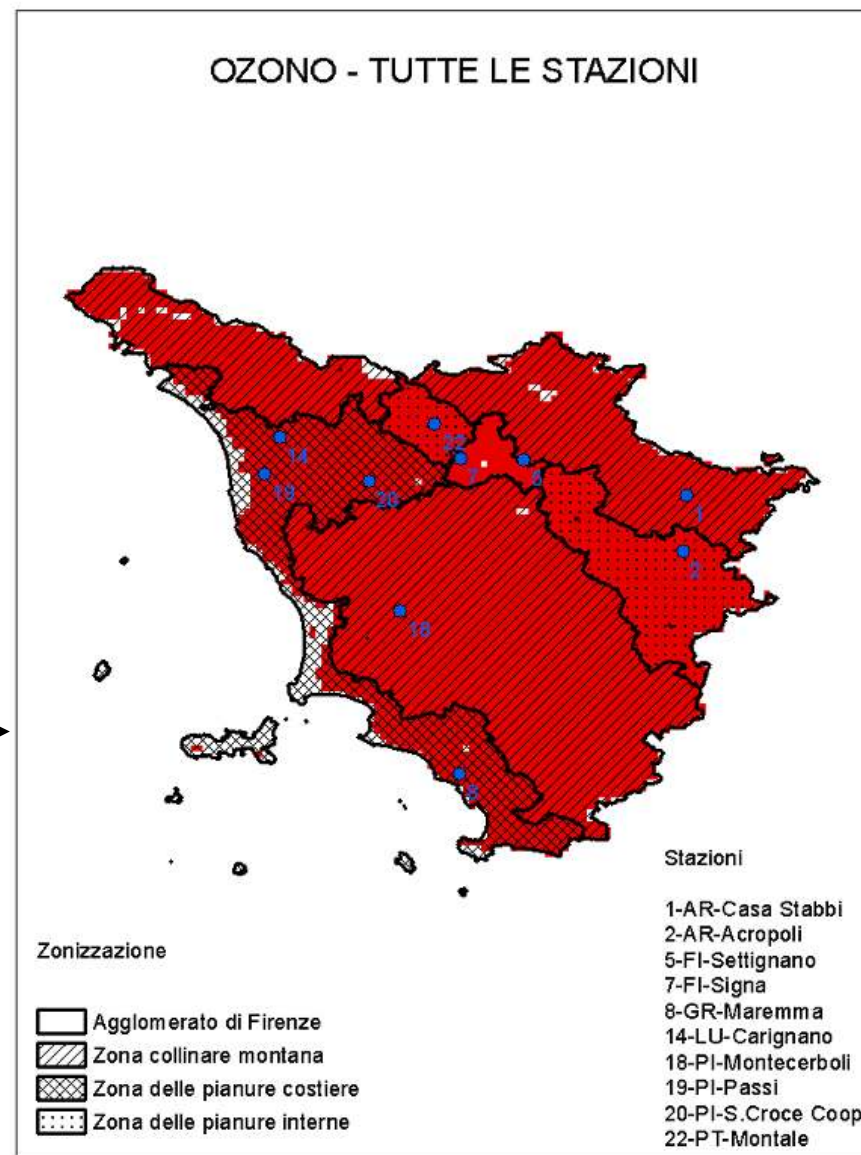 OZONO - TUTTE LE STAZIONI
22
14
7
5
19
20
1
2
18
8
Stazioni
1-AR-Casa Stabbi
2-AR-Acropoli
5-FI-Settignano
7-FI-Signa
8-GR-Maremma
14-LU-Carignano
18-PI-Montecerboli
19-PI-Passi
20-PI-S.Croce Coop
22-PT-Montale
Zonizzazione
Agglomerato di Firenze
Zona collinare montana
Zona delle pianure costiere
Zona delle pianure interne